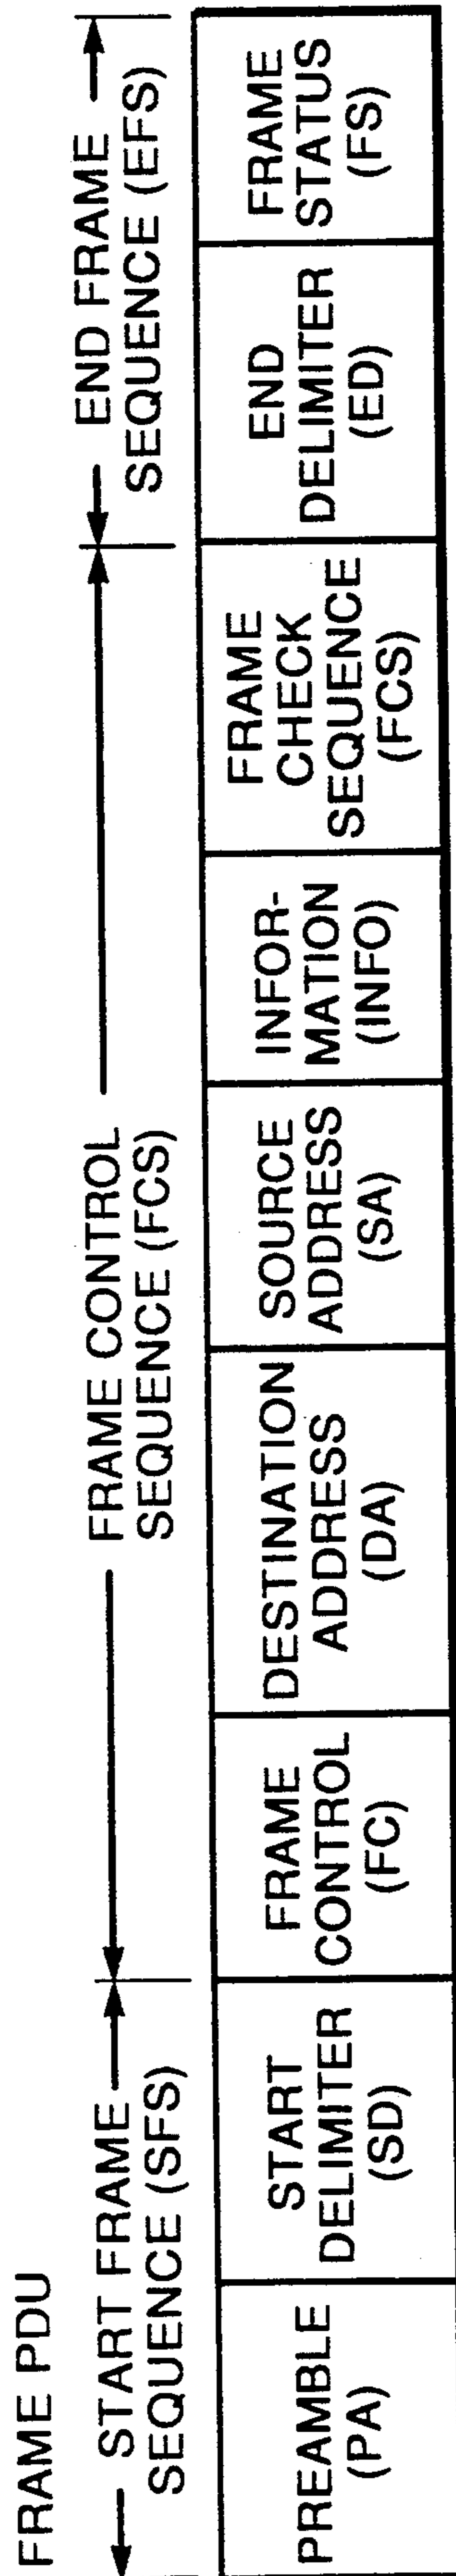 FRAME PDU
START FRAME
SEQUENCE (SFS)
FRAME CONTROL
SEQUENCE (FCS)
END FRAME
SEQUENCE (EFS)
PREAMBLE
(PA)
START
DELIMITER
(SD)
FRAME
CONTROL
(FC)
DESTINATION
ADDRESS
(DA)
SOURCE
ADDRESS
(SA)
INFOR-
MATION
(INFO)
FRAME
CHECK
SEQUENCE
(FCS)
END
DELIMITER
(ED)
FRAME
STATUS
(FS)